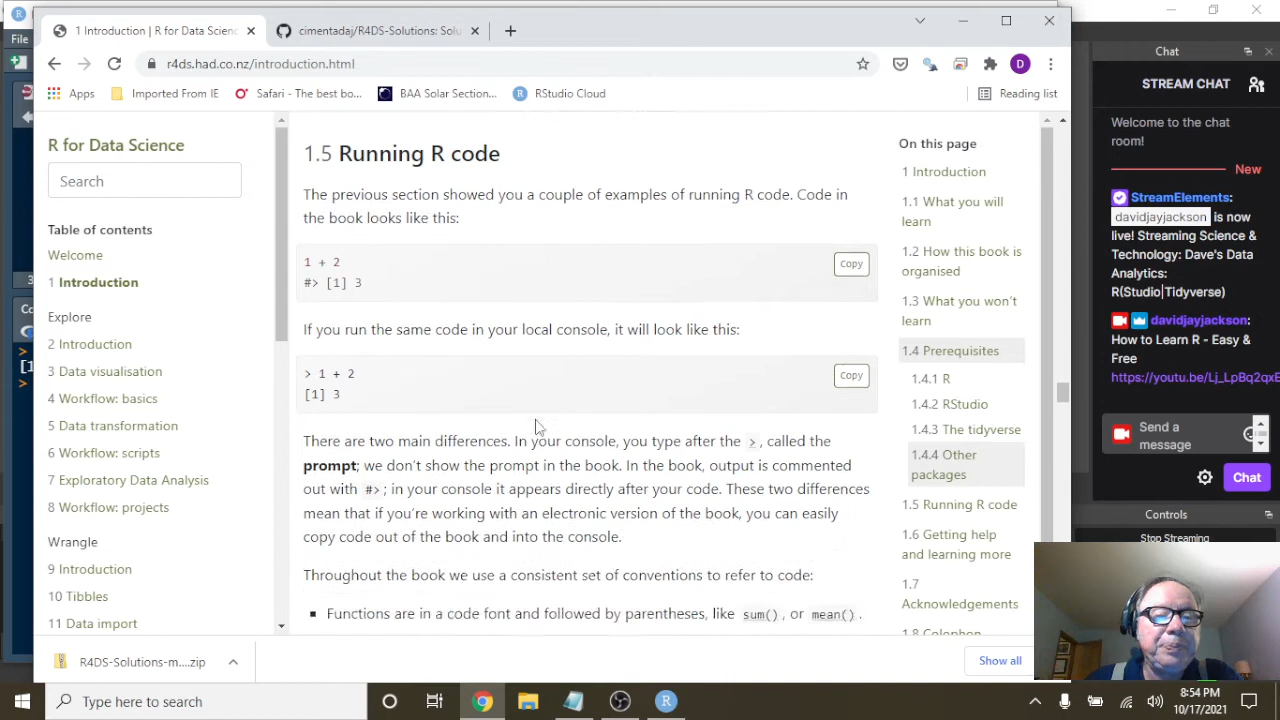 1 Introduction | R for Data Scienc
cimentadaj/R4DS-Solutions: Solu
File
r4ds.had.co.nz/introduction.html
D
Apps
Imported From IE
Safari - The best bo...
BAA Solar Section...
RStudio Cloud
Reading list
R for Data Science
Search
Table of contents
Welcome
1 Introduction
Explore
2 Introduction
3 Data visualisation
4 Workflow: basics
5 Data transformation
6 Workflow: scripts
7 Exploratory Data Analysis
8 Workflow: projects
Wrangle
9 Introduction
10 Tibbles
11 Data import
1.5 Running R code
The previous section showed you a couple of examples of running R code. Code in
the book looks like this:
1 + 2
#> [1] 3
Copy
If you run the same code in your local console, it will look like this:
> 1 + 2
[1] 3
Copy
There are two main differences. In your console, you type after the >, called the
prompt; we don't show the prompt in the book. In the book, output is commented
out with #>; in your console it appears directly after your code. These two differences
mean that if you're working with an electronic version of the book, you can easily
copy code out of the book and into the console.
Throughout the book we use a consistent set of conventions to refer to code:
▪ Functions are in a code font and followed by parentheses, like sum(), or mean().
On this page
1 Introduction
1.1 What you will
learn
1.2 How this book is
organised
1.3 What you won't
learn
1.4 Prerequisites
1.4.1 R
1.4.2 RStudio
1.4.3 The tidyverse
1.4.4 Other
packages
1.5 Running R code
1.6 Getting help
and learning more
1.7
Acknowledgements
1.8 Colophon
Chat
STREAM CHAT
Welcome to the chat
room!
New
StreamElements:
davidjayjackson is now
live! Streaming Science &
Technology: Dave's Data
Analytics:
R(Studio|Tidyverse)
davidjayjackson:
How to Learn R - Easy &
Free
https://youtu.be/Lj_LpBq2qxE
Send a
message
Chat
Controls
Stop Streaming
R4DS-Solutions-m....zip
Show all
Type here to search
8:54 PM
10/17/2021